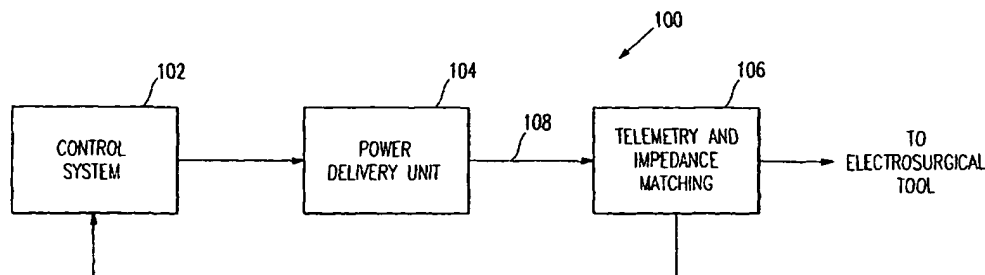 100
102
104
106
108
CONTROL
SYSTEM
POWER
DELIVERY UNIT
TELEMETRY AND
IMPEDANCE
MATCHING
TO
ELECTROSURGICAL
TOOL